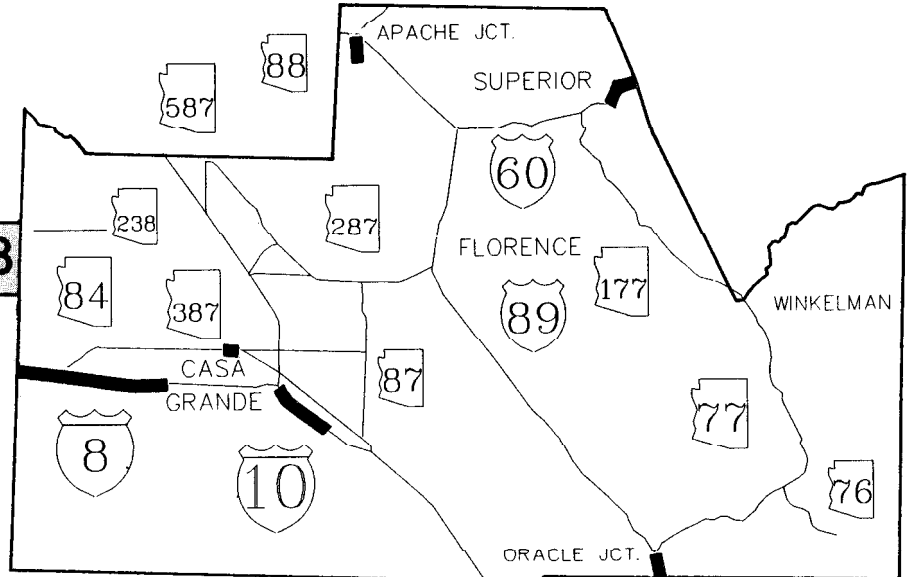 APACHE JCT.
88
587
SUPERIOR
60
238
287
FLORENCE
84
387
177
89
WINKELMAN
CASA
GRANDE
87
77
8
10
76
ORACLE JCT.